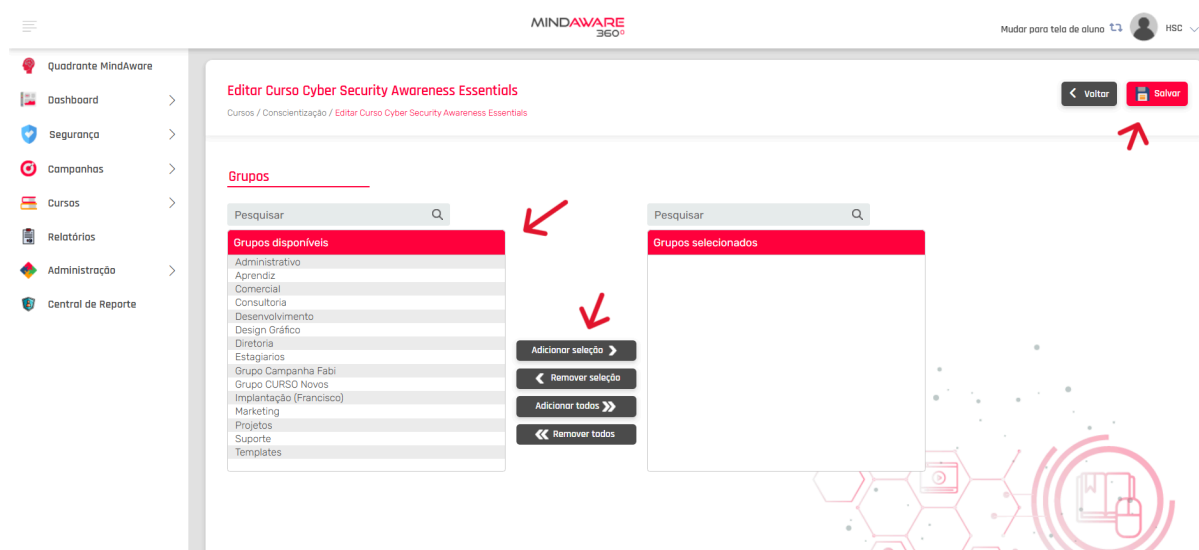 MINDAWARE
360°
Mudar para tela de aluno
HSC
Quadrante MindAware
Dashboard
Segurança
Campanhas
Cursos
Relatórios
Administração
Central de Reporte
Editar Curso Cyber Security Awareness Essentials
Cursos / Conscientização / Editar Curso Cyber Security Awareness Essentials
Voltar
Salvar
Grupos
Pesquisar
Grupos disponíveis
Administrativo
Aprendiz
Comercial
Consultoria
Desenvolvimento
Design Gráfico
Diretoria
Estagiarios
Grupo Campanha Fabi
Grupo CURSO Novos
Implantação (Francisco)
Marketing
Projetos
Suporte
Templates
Adicionar seleção
Remover seleção
Adicionar todos
Remover todos
Pesquisar
Grupos selecionados